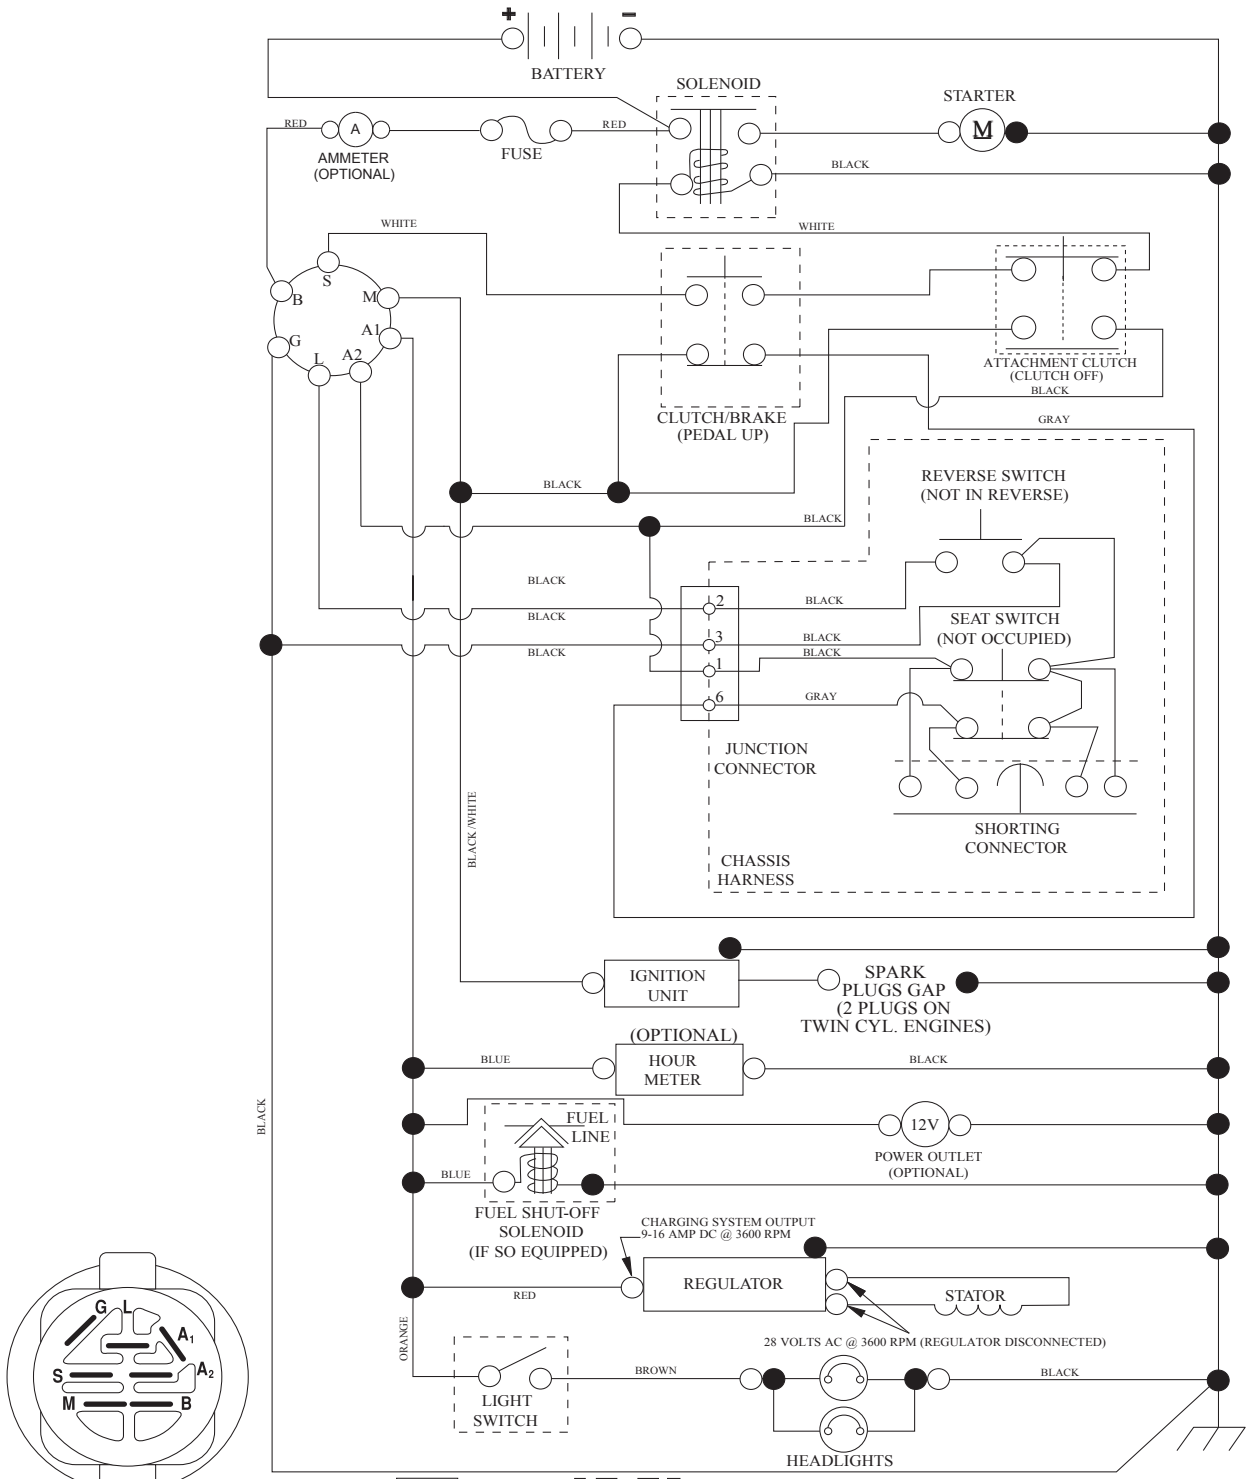 + -
BATTERY
SOLENOID
STARTER
RED
A
RED
M
FUSE
AMMETER
(OPTIONAL)
BLACK
WHITE
WHITE
S
B
M
A1
G
L
A2
ATTACHMENT CLUTCH
(CLUTCH OFF)
BLACK
CLUTCH/BRAKE
(PEDAL UP)
GRAY
REVERSE SWITCH
(NOT IN REVERSE)
BLACK
BLACK
BLACK
2
BLACK
BLACK
SEAT SWITCH
(NOT OCCUPIED)
3
BLACK
BLACK
BLACK
1
6
GRAY
JUNCTION
CONNECTOR
SHORTING
CONNECTOR
BLACK /WHITE
CHASSIS
HARNESS
IGNITION
UNIT
SPARK
PLUGS GAP
(2 PLUGS ON
TWIN CYL. ENGINES)
(OPTIONAL)
HOUR
METER
BLUE
BLACK
BLACK
FUEL
LINE
12V
POWER OUTLET
(OPTIONAL)
BLUE
FUEL SHUT-OFF
SOLENOID
(IF SO EQUIPPED)
CHARGING SYSTEM OUTPUT
9-16 AMP DC @ 3600 RPM
REGULATOR
STATOR
RED
ORANGE
28 VOLTS AC @ 3600 RPM (REGULATOR DISCONNECTED)
BROWN
BLACK
LIGHT
SWITCH
HEADLIGHTS
G L
A1
S
A2
M
B